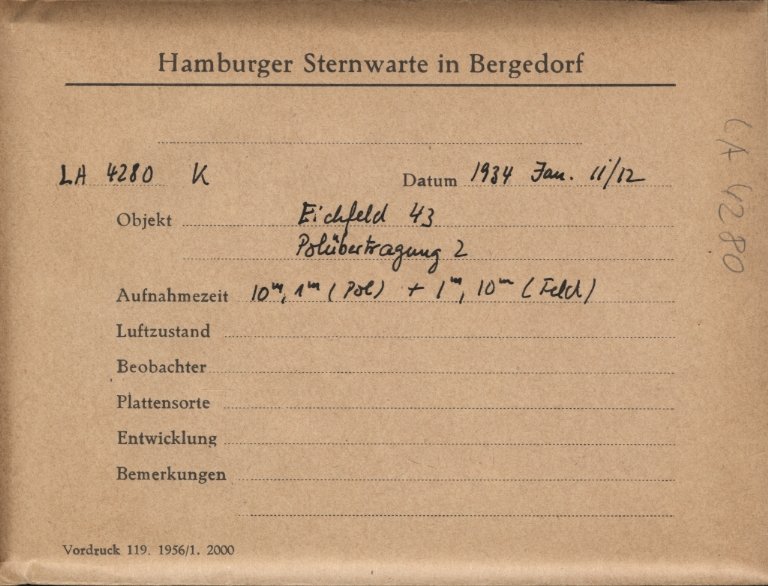 Hamburger Sternwarte in Bergedorf
LA 4280 K Datum 1934 Jan. 11/12
Objekt Eichfeld 43
Polübertragung 2
Aufnahmezeit 10ᵐ, 1ᵐ (Pol) + 1ᵐ, 10ᵐ (Feld)
Luftzustand
Beobachter
Plattensorte
Entwicklung
Bemerkungen
Vordruck 119. 1956/1. 2000
LA 4280